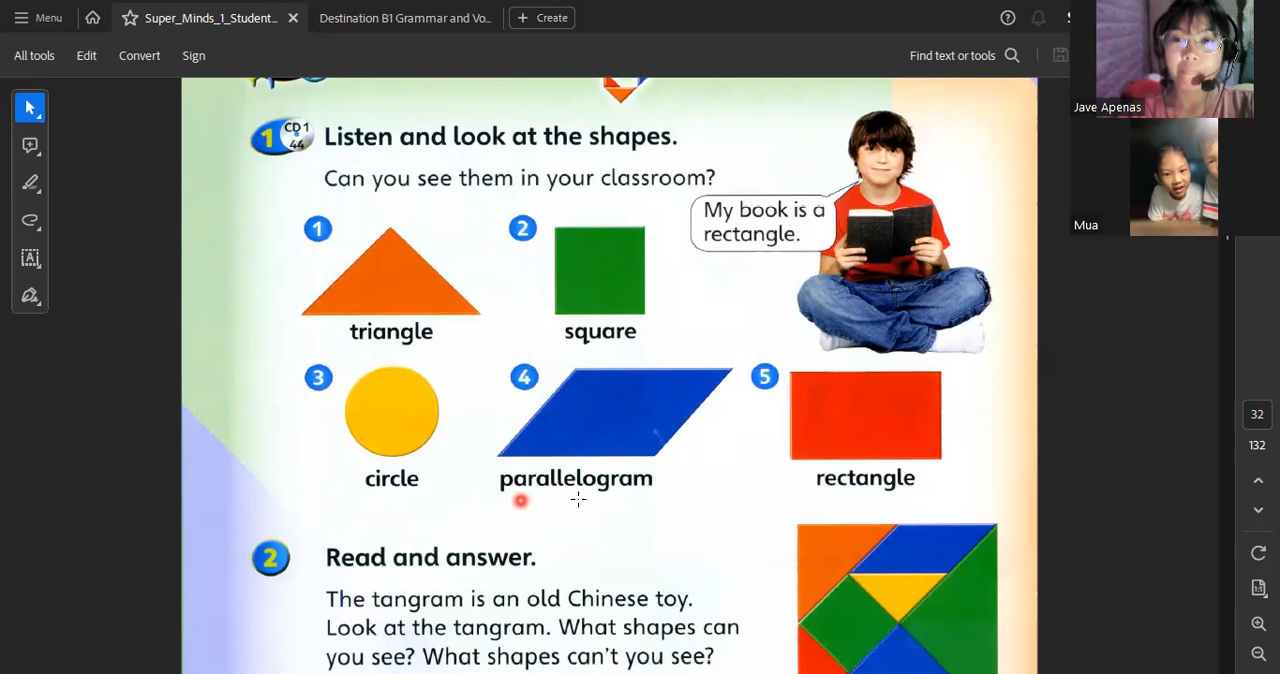 Menu
Super_Minds_1_Student...
Destination B1 Grammar and Vo...
Create
All tools
Edit
Convert
Sign
Find text or tools
Jave Apenas
Mua
1 CD1 44 Listen and look at the shapes.
Can you see them in your classroom?
My book is a
rectangle.
1
2
triangle
square
3
4
5
circle
parallelogram
rectangle
2 Read and answer.
The tangram is an old Chinese toy.
Look at the tangram. What shapes can
you see? What shapes can't you see?
32
132